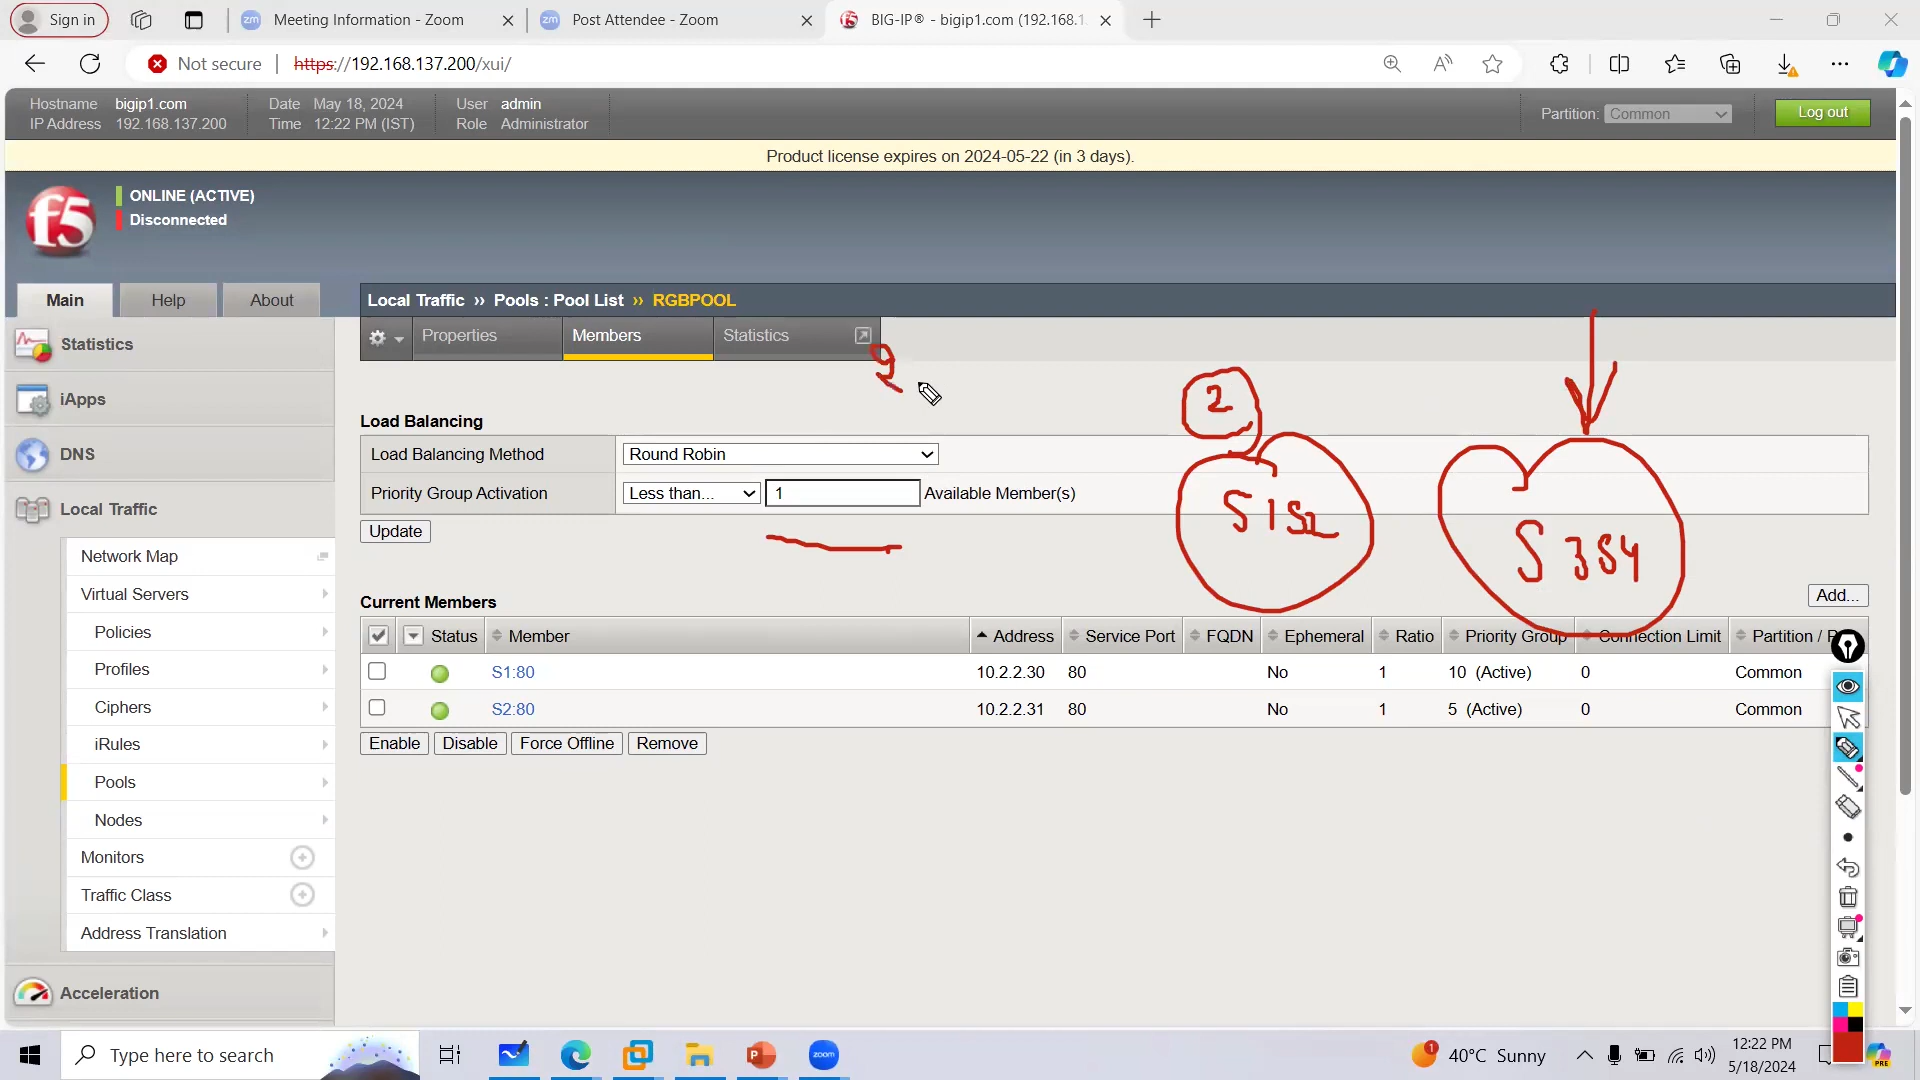 Sign in
Meeting Information - Zoom
Post Attendee - Zoom
BIG-IP® - bigip1.com (192.168.1
Not secure
https://192.168.137.200/xui/
Hostname bigip1.com
IP Address 192.168.137.200
Date May 18, 2024
Time 12:22 PM (IST)
User admin
Role Administrator
Partition: Common
Log out
Product license expires on 2024-05-22 (in 3 days).
f5
ONLINE (ACTIVE)
Disconnected
Main
Help
About
Local Traffic ›› Pools : Pool List ›› RGBPOOL
Properties
Members
Statistics
2
Load Balancing
Load Balancing Method Round Robin
Priority Group Activation Less than... 1 Available Member(s)
Update
S1 S2
S3 S4
Current Members
Add...
Status Member Address Service Port FQDN Ephemeral Ratio Priority Group Connection Limit Partition / P
S1:80 10.2.2.30 80 No 1 10 (Active) 0 Common
S2:80 10.2.2.31 80 No 1 5 (Active) 0 Common
Enable Disable Force Offline Remove
Statistics
iApps
DNS
Local Traffic
Network Map
Virtual Servers
Policies
Profiles
Ciphers
iRules
Pools
Nodes
Monitors
Traffic Class
Address Translation
Acceleration
Type here to search
zoom
1
40°C Sunny
12:22 PM
5/18/2024
PRE